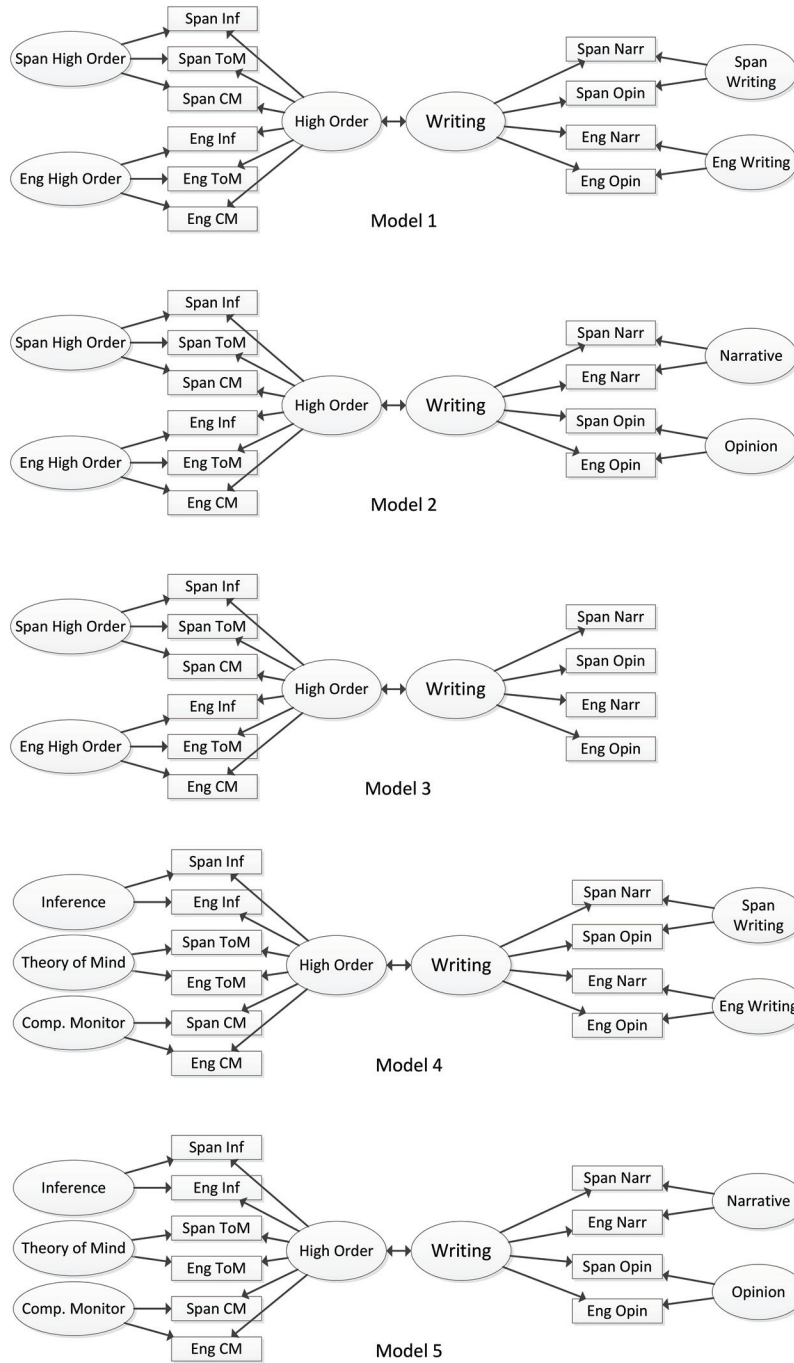 Span Inf
Span High Order
Span ToM
Span CM
Eng Inf
Eng High Order
Eng ToM
Eng CM
High Order
Writing
Span Narr
Span Opin
Eng Narr
Eng Opin
Span
Writing
Eng Writing
Model 1
Span Inf
Span High Order
Span ToM
Span CM
Eng Inf
Eng High Order
Eng ToM
Eng CM
High Order
Writing
Span Narr
Eng Narr
Span Opin
Eng Opin
Narrative
Opinion
Model 2
Span Inf
Span High Order
Span ToM
Span CM
Eng Inf
Eng High Order
Eng ToM
Eng CM
High Order
Writing
Span Narr
Span Opin
Eng Narr
Eng Opin
Model 3
Span Inf
Inference
Eng Inf
Span ToM
Theory of Mind
Eng ToM
Comp. Monitor
Span CM
Eng CM
High Order
Writing
Span Narr
Span Opin
Eng Narr
Eng Opin
Span
Writing
Eng Writing
Model 4
Span Inf
Inference
Eng Inf
Span ToM
Theory of Mind
Eng ToM
Comp. Monitor
Span CM
Eng CM
High Order
Writing
Span Narr
Eng Narr
Span Opin
Eng Opin
Narrative
Opinion
Model 5